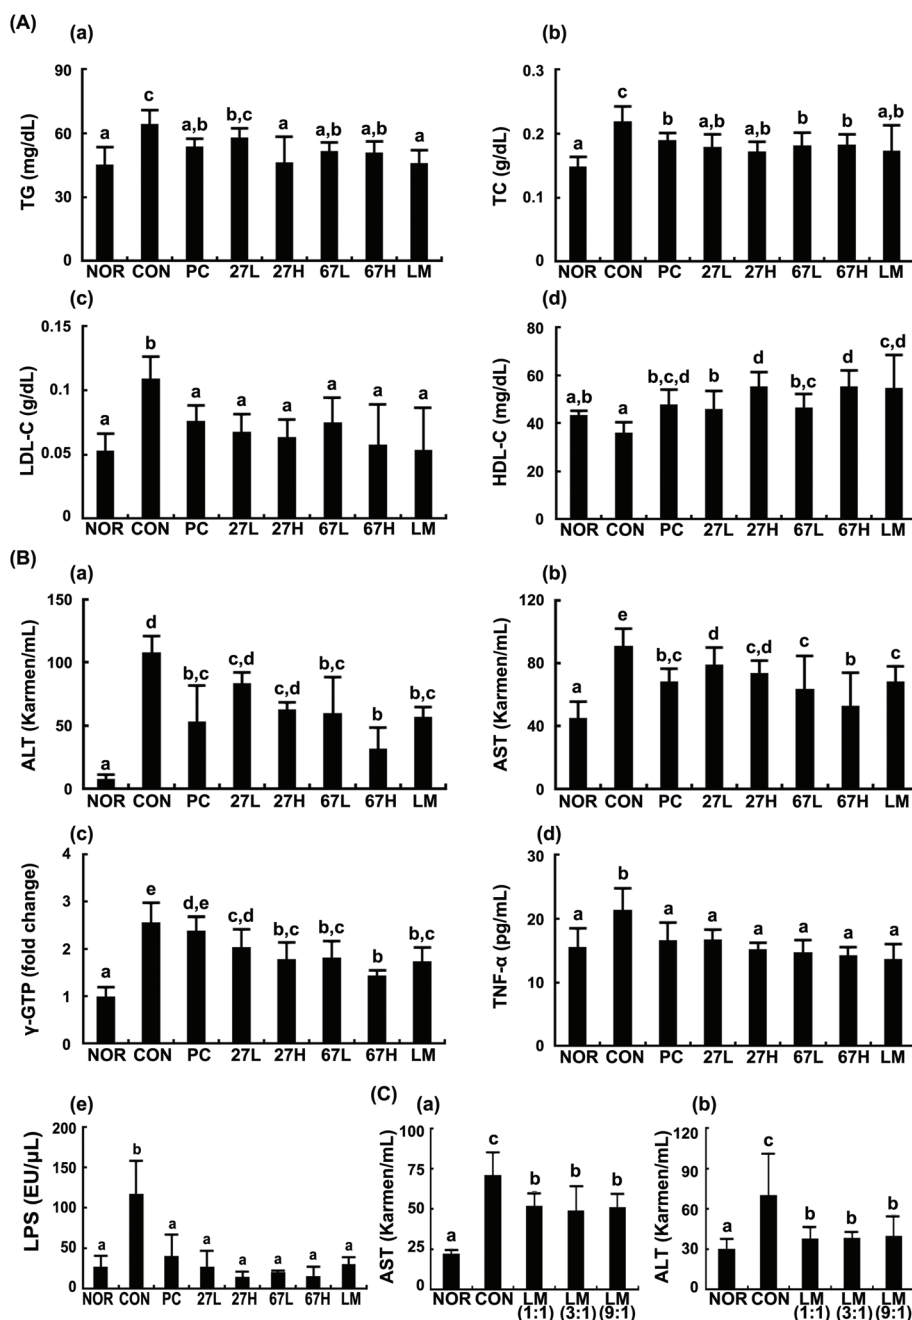 (A)
(a)
TG (mg/dL)
90
60
30
0
a
c
a,b
b,c
a
a,b
a,b
a
NOR CON PC 27L 27H 67L 67H LM
(b)
TC (g/dL)
0.3
0.2
0.1
0
a
c
b
a,b
a,b
b
b
a,b
NOR CON PC 27L 27H 67L 67H LM
(c)
LDL-C (g/dL)
0.15
0.1
0.05
0
a
b
a
a
a
a
a
a
NOR CON PC 27L 27H 67L 67H LM
(d)
HDL-C (mg/dL)
80
60
40
20
0
a,b
a
b,c,d
b
d
b,c
d
c,d
NOR CON PC 27L 27H 67L 67H LM
(B)
(a)
ALT (Karmen/mL)
150
100
50
0
a
d
b,c
c,d
c,d
b,c
b
b,c
NOR CON PC 27L 27H 67L 67H LM
(b)
AST (Karmen/mL)
120
80
40
0
a
e
b,c
d
c,d
c
b
c
NOR CON PC 27L 27H 67L 67H LM
(c)
γ-GTP (fold change)
4
3
2
1
0
a
e
d,e
c,d
b,c
b,c
b
b,c
NOR CON PC 27L 27H 67L 67H LM
(d)
TNF-α (pg/mL)
30
20
10
0
a
b
a
a
a
a
a
a
NOR CON PC 27L 27H 67L 67H LM
(e)
LPS (EU/µL)
200
150
100
50
0
a
b
a
a
a
a
a
a
NOR CON PC 27L 27H 67L 67H LM
(C)
(a)
AST (Karmen/mL)
75
50
25
0
a
c
b
b
b
NOR CON LM LM LM
(1:1) (3:1) (9:1)
(b)
ALT (Karmen/mL)
120
90
60
30
0
a
c
b
b
b
NOR CON LM LM LM
(1:1) (3:1) (9:1)